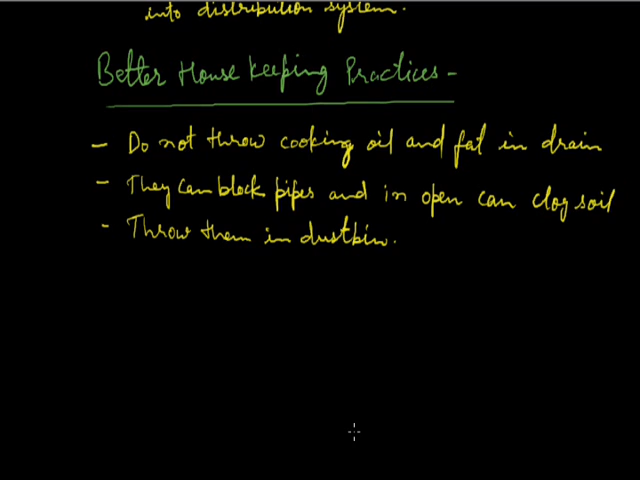 into distribution system.
Better House Keeping Practices -
- Do not throw cooking oil and fat in drain
- They can block pipes and in open can clog soil
- Throw them in dustbin.